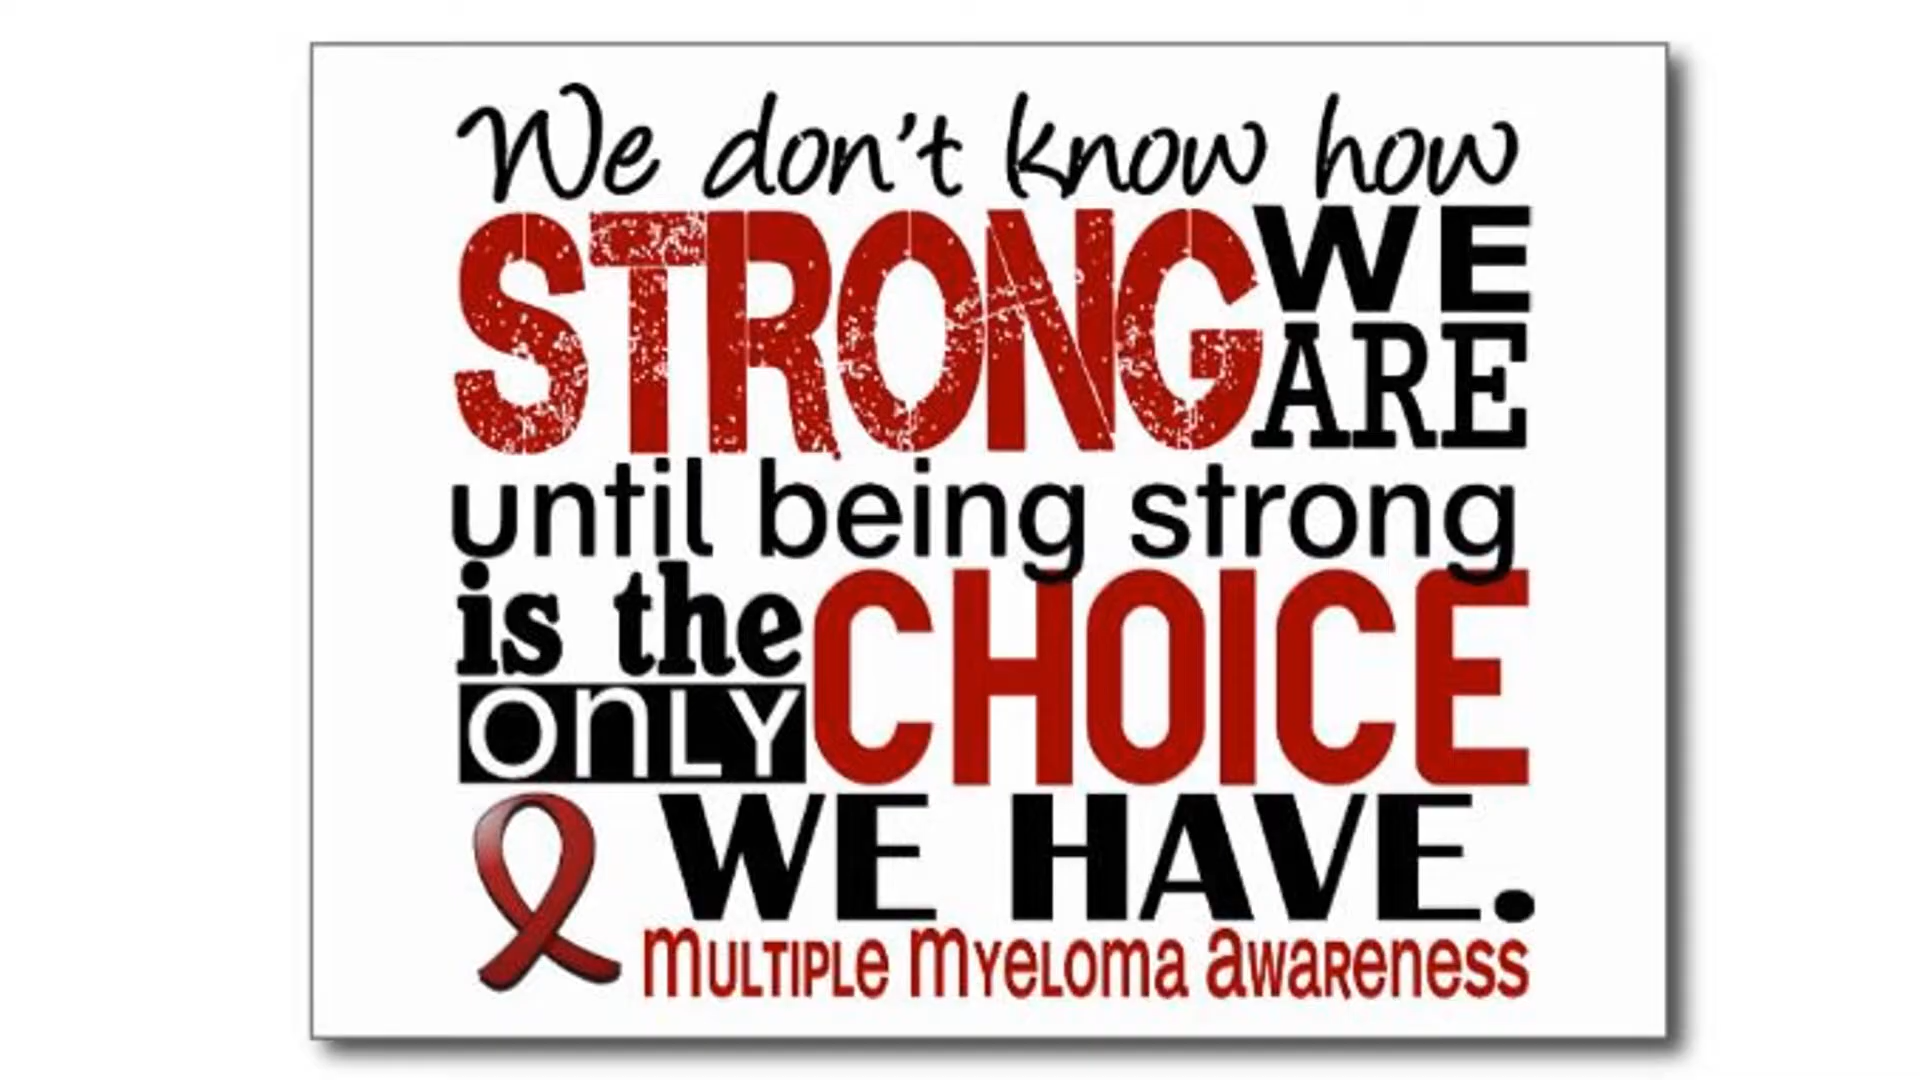 We don't know how
STRONG WE ARE
until being strong
is the ONLY CHOICE
WE HAVE.
Multiple Myeloma Awareness